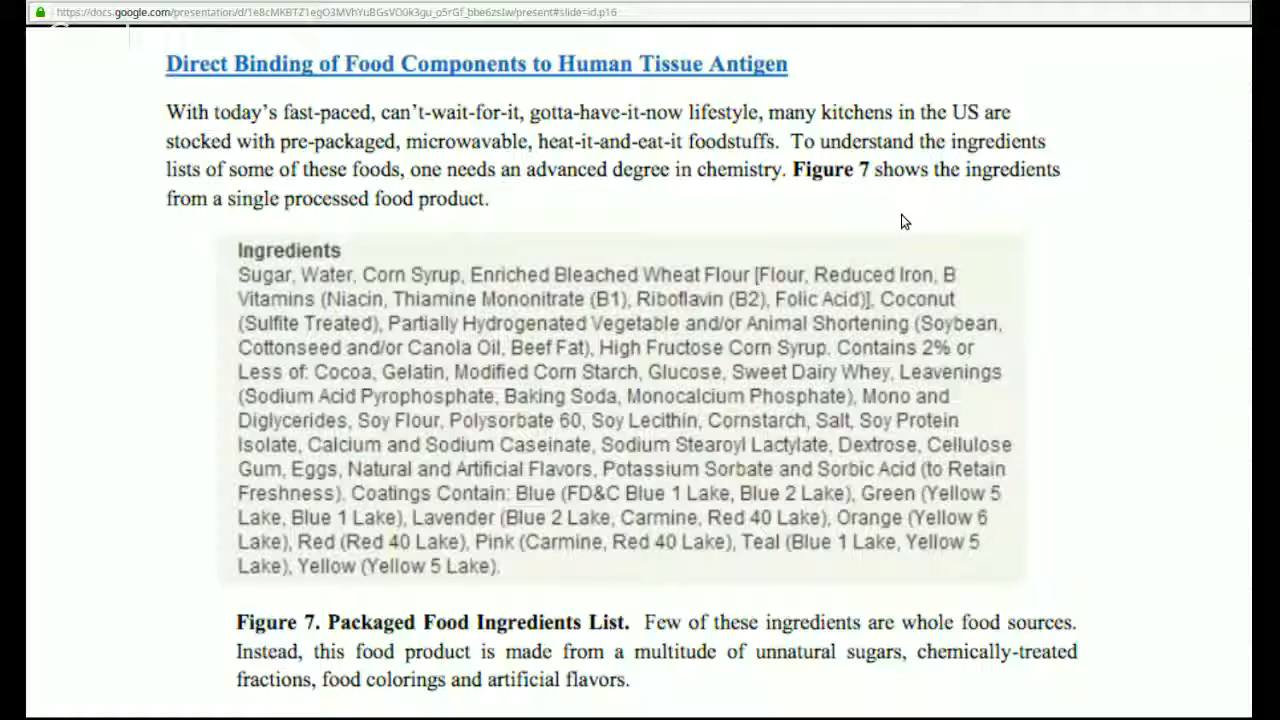 https://docs.google.com/presentation/d/1e8cMKBTZ1egO3MVhYuBGsVO0k3gu_o5rGf_bbe6zsIw/present#slide=id.p16
Direct Binding of Food Components to Human Tissue Antigen
With today's fast-paced, can't-wait-for-it, gotta-have-it-now lifestyle, many kitchens in the US are
stocked with pre-packaged, microwavable, heat-it-and-eat-it foodstuffs. To understand the ingredients
lists of some of these foods, one needs an advanced degree in chemistry. Figure 7 shows the ingredients
from a single processed food product.
Ingredients
Sugar, Water, Corn Syrup, Enriched Bleached Wheat Flour [Flour, Reduced Iron, B
Vitamins (Niacin, Thiamine Mononitrate (B1), Riboflavin (B2), Folic Acid)], Coconut
(Sulfite Treated), Partially Hydrogenated Vegetable and/or Animal Shortening (Soybean,
Cottonseed and/or Canola Oil, Beef Fat), High Fructose Corn Syrup. Contains 2% or
Less of: Cocoa, Gelatin, Modified Corn Starch, Glucose, Sweet Dairy Whey, Leavenings
(Sodium Acid Pyrophosphate, Baking Soda, Monocalcium Phosphate), Mono and
Diglycerides, Soy Flour, Polysorbate 60, Soy Lecithin, Cornstarch, Salt, Soy Protein
Isolate, Calcium and Sodium Caseinate, Sodium Stearoyl Lactylate, Dextrose, Cellulose
Gum, Eggs, Natural and Artificial Flavors, Potassium Sorbate and Sorbic Acid (to Retain
Freshness). Coatings Contain: Blue (FD&C Blue 1 Lake, Blue 2 Lake), Green (Yellow 5
Lake, Blue 1 Lake), Lavender (Blue 2 Lake, Carmine, Red 40 Lake), Orange (Yellow 6
Lake), Red (Red 40 Lake), Pink (Carmine, Red 40 Lake), Teal (Blue 1 Lake, Yellow 5
Lake), Yellow (Yellow 5 Lake).
Figure 7. Packaged Food Ingredients List. Few of these ingredients are whole food sources.
Instead, this food product is made from a multitude of unnatural sugars, chemically-treated
fractions, food colorings and artificial flavors.